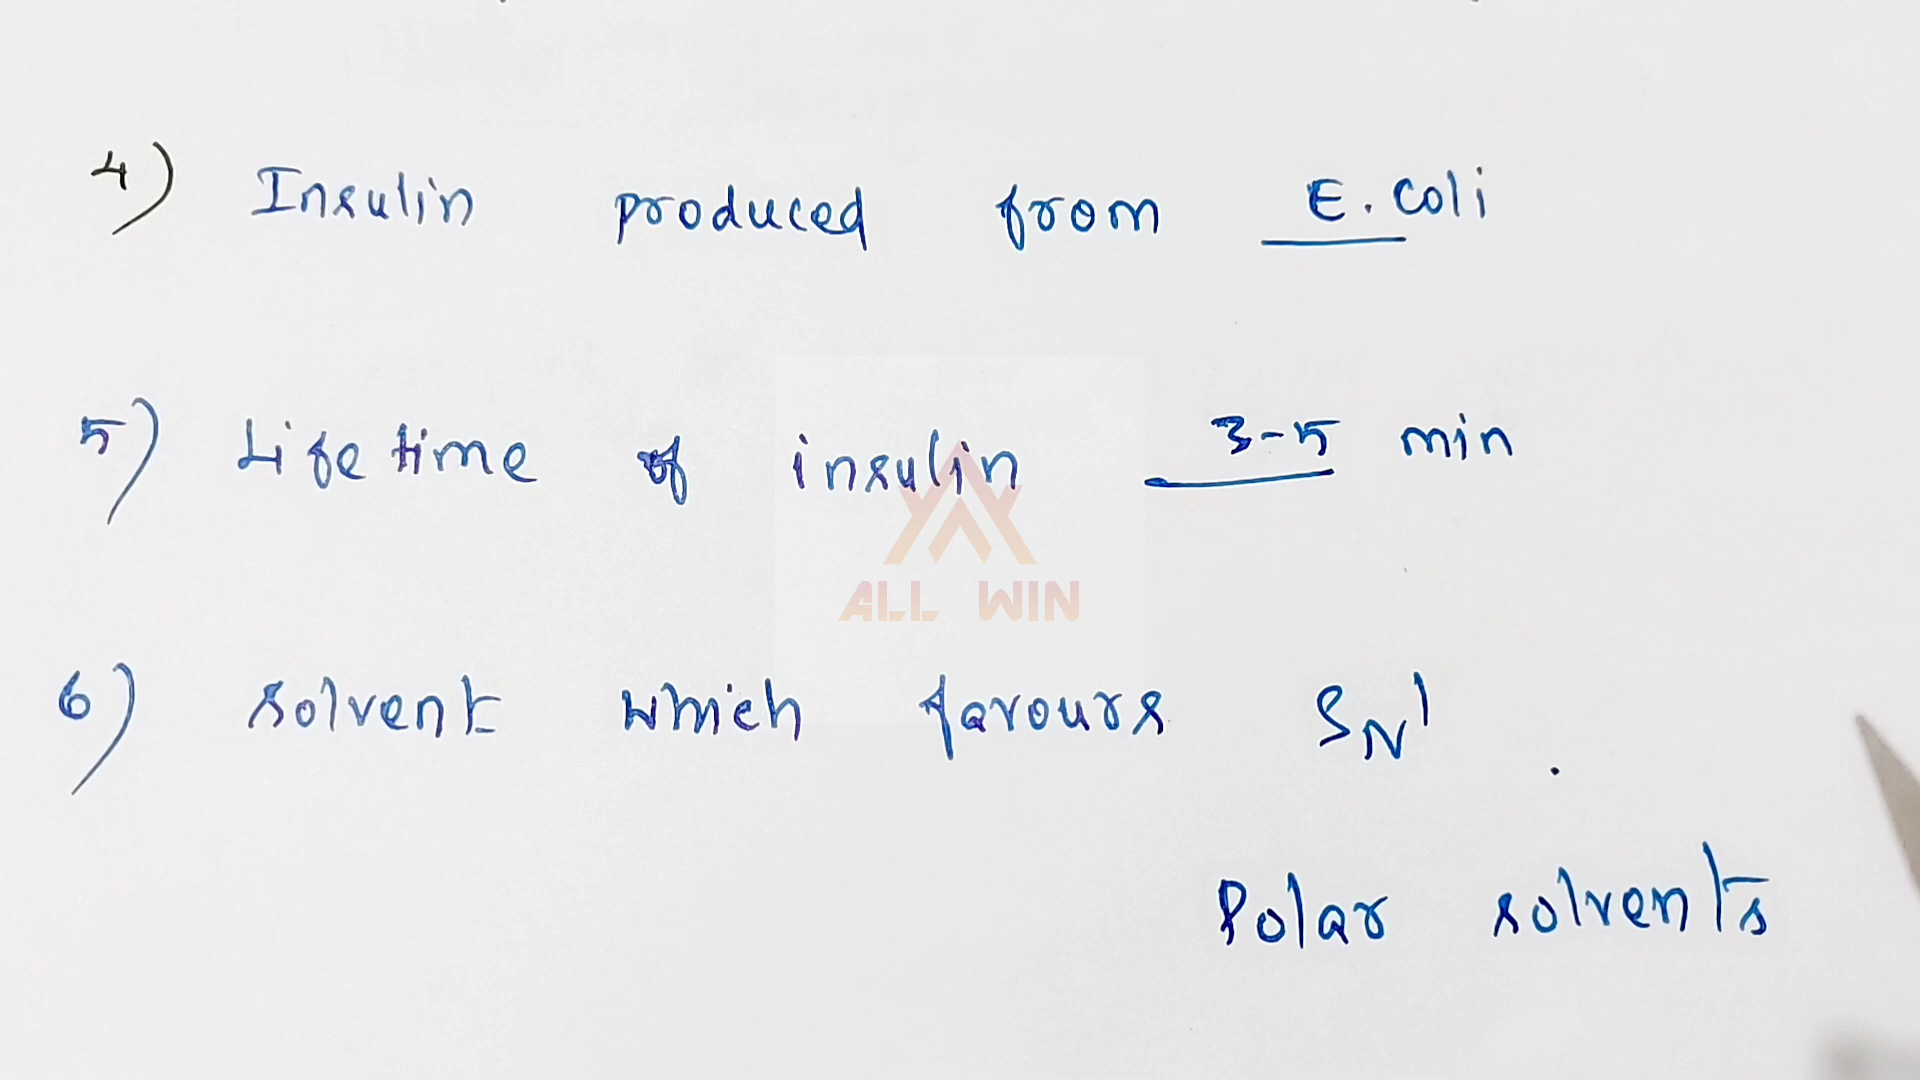 4) Insulin produced from E. Coli
5) Life time of insulin 3-5 min
ALL WIN
6) solvent which favours SN1
Polar solvents